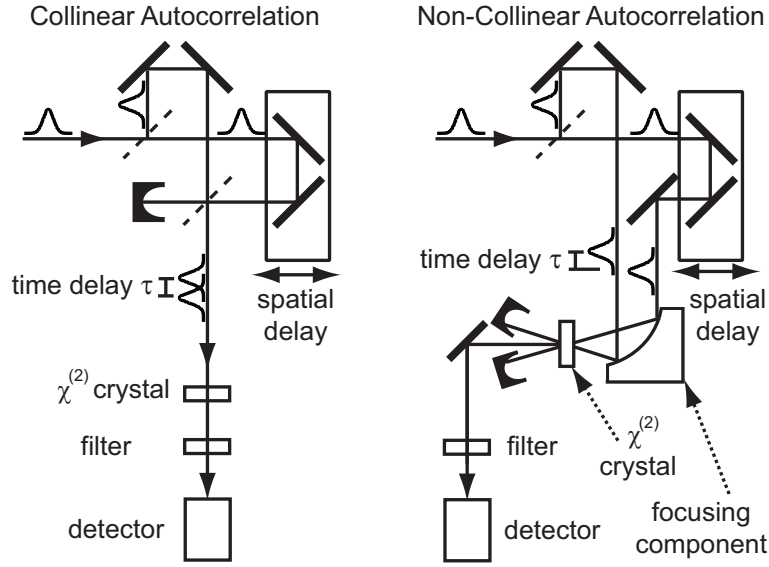 Collinear Autocorrelation
time delay τ
spatial
delay
χ(2) crystal
filter
detector
Non-Collinear Autocorrelation
time delay τ
spatial
delay
χ(2)
crystal
filter
detector
focusing
component